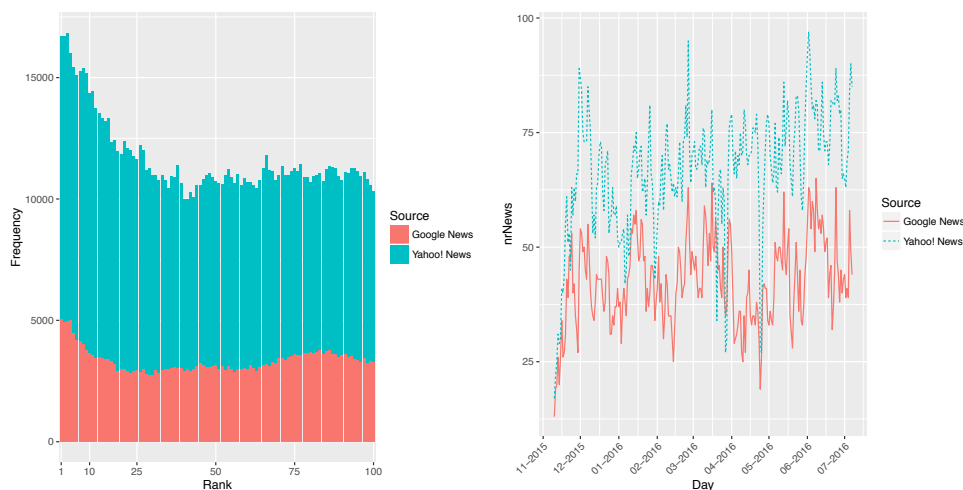 Frequency
15000
10000
5000
0
1
10
25
50
75
100
Rank
Source
Google News
Yahoo! News
nrNews
100
75
50
25
11−2015
12−2015
01−2016
02−2016
03−2016
04−2016
05−2016
06−2016
07−2016
Day
Source
Google News
Yahoo! News